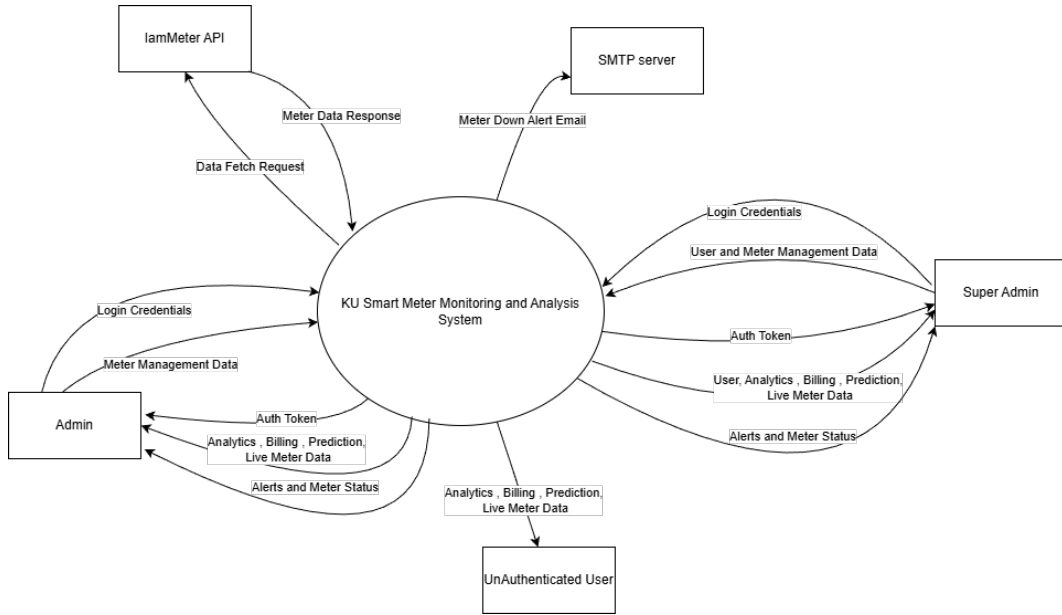 IamMeter API
SMTP server
Meter Data Response
Meter Down Alert Email
Data Fetch Request
Login Credentials
User and Meter Management Data
Super Admin
KU Smart Meter Monitoring and Analysis
System
Login Credentials
Auth Token
Meter Management Data
User, Analytics , Billing , Prediction,
Live Meter Data
Admin
Auth Token
Alerts and Meter Status
Analytics , Billing , Prediction,
Live Meter Data
Alerts and Meter Status
Analytics , Billing , Prediction,
Live Meter Data
UnAuthenticated User